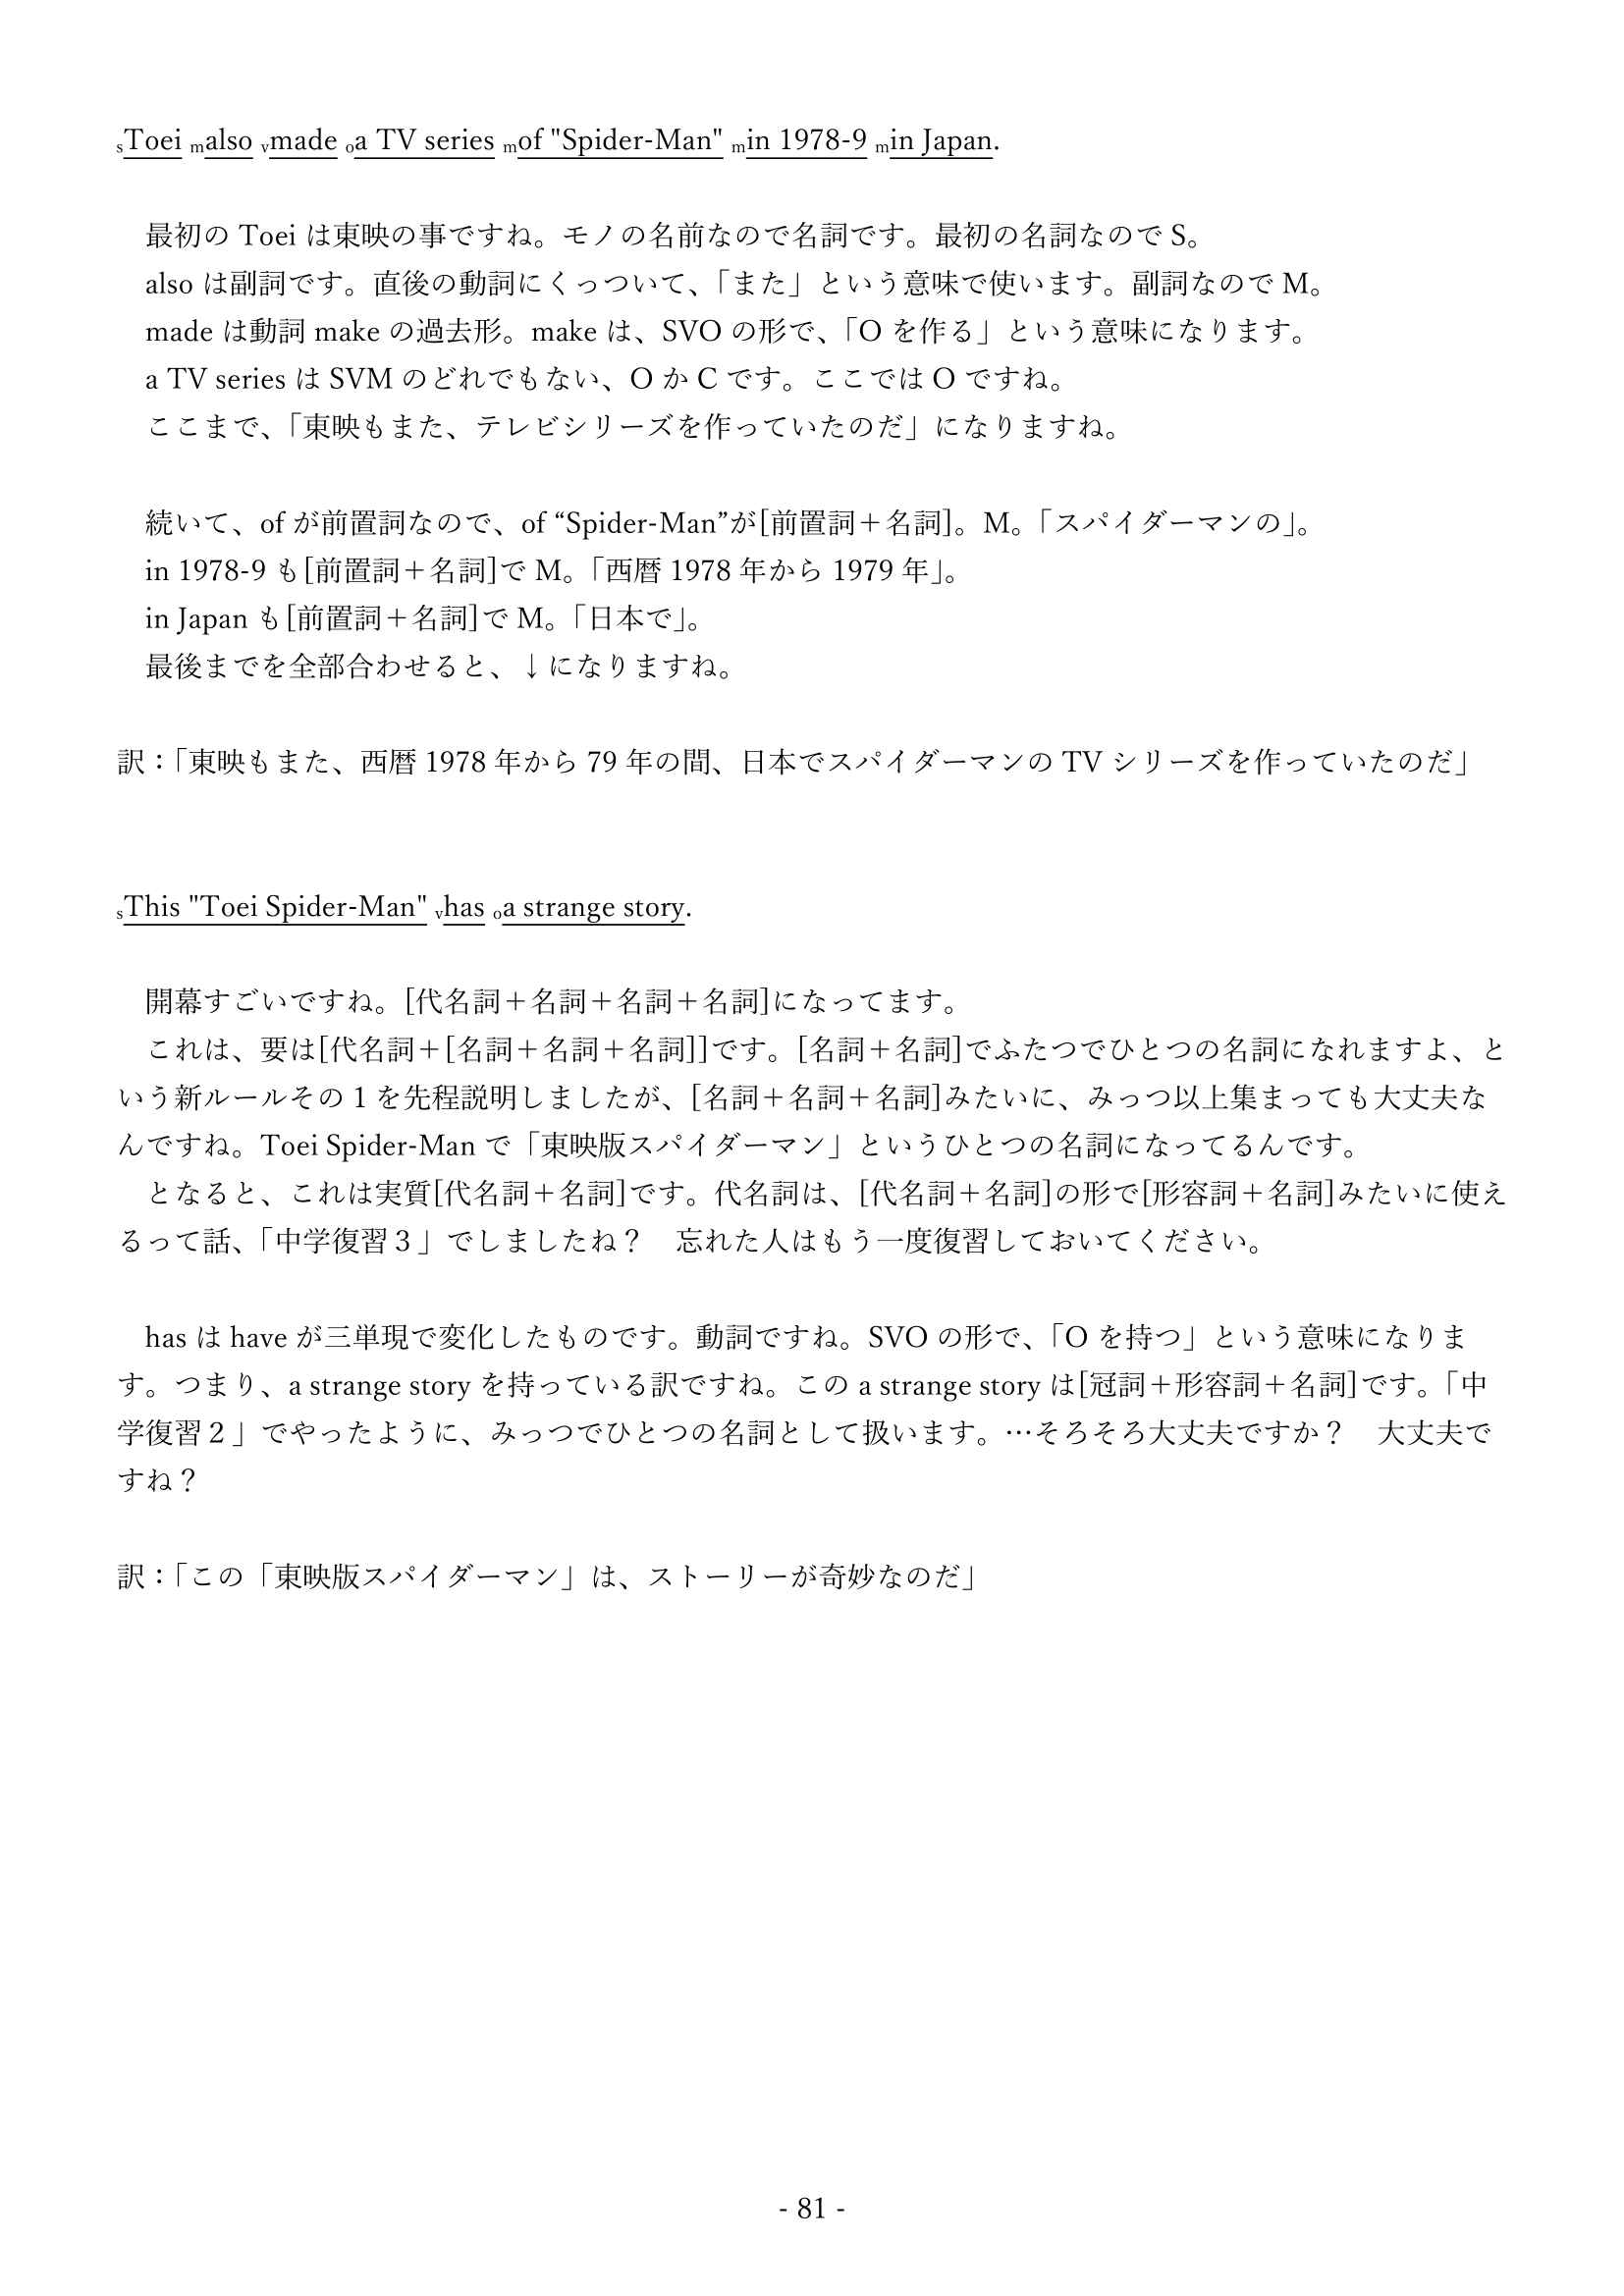 sToei malso vmade oa TV series mof "Spider-Man" min 1978-9 min Japan.
最初の Toei は東映の事ですね。モノの名前なので名詞です。最初の名詞なので S。
also は副詞です。直後の動詞にくっついて、「また」という意味で使います。副詞なので M。
made は動詞 make の過去形。make は、SVO の形で、「O を作る」という意味になります。
a TV series は SVM のどれでもない、O か C です。ここでは O ですね。
ここまで、「東映もまた、テレビシリーズを作っていたのだ」になりますね。
続いて、of が前置詞なので、of “Spider-Man”が[前置詞＋名詞]。M。「スパイダーマンの」。
in 1978-9 も[前置詞＋名詞]で M。「西暦 1978 年から 1979 年」。
in Japan も[前置詞＋名詞]で M。「日本で」。
最後までを全部合わせると、↓になりますね。
訳：「東映もまた、西暦 1978 年から 79 年の間、日本でスパイダーマンの TV シリーズを作っていたのだ」
sThis "Toei Spider-Man" vhas oa strange story.
開幕すごいですね。[代名詞＋名詞＋名詞＋名詞]になってます。
これは、要は[代名詞＋[名詞＋名詞＋名詞]]です。[名詞＋名詞]でふたつでひとつの名詞になれますよ、と
いう新ルールその 1 を先程説明しましたが、[名詞＋名詞＋名詞]みたいに、みっつ以上集まっても大丈夫な
んですね。Toei Spider-Man で「東映版スパイダーマン」というひとつの名詞になってるんです。
となると、これは実質[代名詞＋名詞]です。代名詞は、[代名詞＋名詞]の形で[形容詞＋名詞]みたいに使え
るって話、「中学復習３」でしましたね？　忘れた人はもう一度復習しておいてください。
has は have が三単現で変化したものです。動詞ですね。SVO の形で、「O を持つ」という意味になりま
す。つまり、a strange story を持っている訳ですね。この a strange story は[冠詞＋形容詞＋名詞]です。「中
学復習２」でやったように、みっつでひとつの名詞として扱います。…そろそろ大丈夫ですか？　大丈夫で
すね？
訳：「この「東映版スパイダーマン」は、ストーリーが奇妙なのだ」
- 81 -